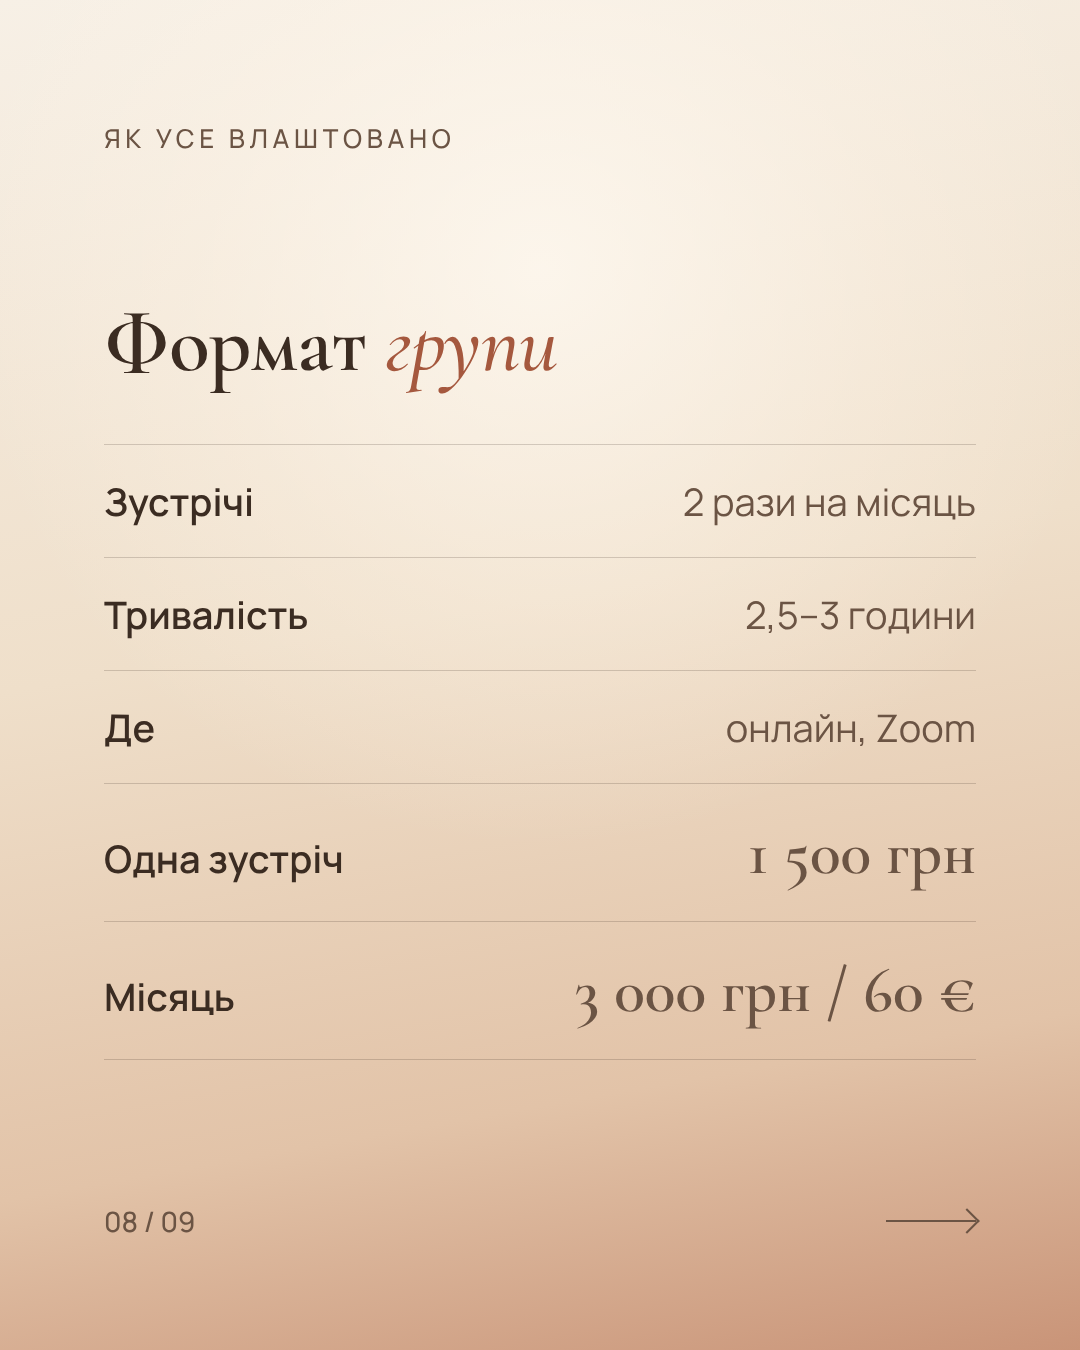 ЯК УСЕ ВЛАШТОВАНО
Формат групи
Зустрічі 2 рази на місяць
Тривалість 2,5–3 години
Де онлайн, Zoom
Одна зустріч 1 500 грн
Місяць 3 000 грн / 60 €
08 / 09